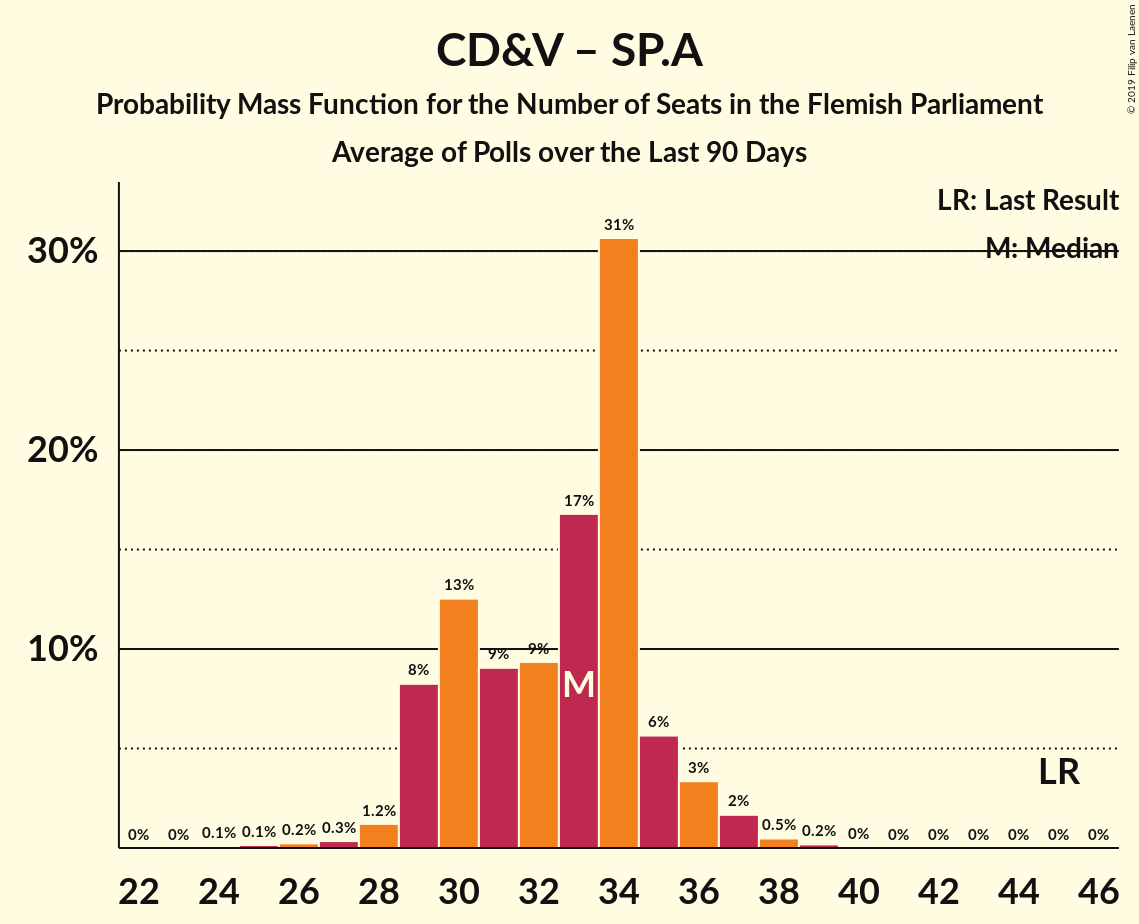 CD&V – SP.A
Probability Mass Function for the Number of Seats in the Flemish Parliament
Average of Polls over the Last 90 Days
© 2019 Filip van Laenen
LR: Last Result
M: Median
30%
20%
10%
0% 0% 0.1% 0.1% 0.2% 0.3% 1.2% 8% 13% 9% 9% 17% 31% 6% 3% 2% 0.5% 0.2% 0% 0% 0% 0% 0% 0% 0%
M
LR
22 24 26 28 30 32 34 36 38 40 42 44 46